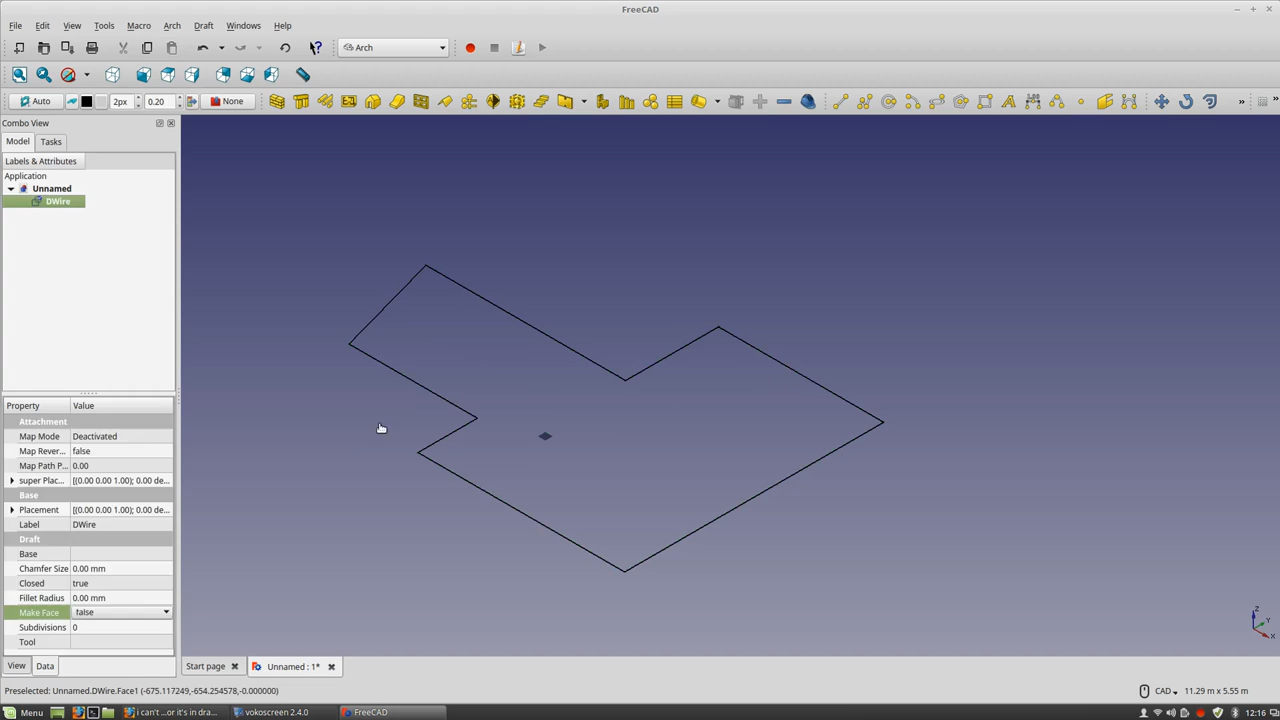 FreeCAD
File Edit View Tools Macro Arch Draft Windows Help
Arch
Auto 2px 0.20 None » »
Combo View
Model Tasks
Labels & Attributes
Application
Unnamed
DWire
Property Value
Attachment
Map Mode Deactivated
Map Rever... false
Map Path P... 0.00
super Plac... [(0.00 0.00 1.00); 0.00 de...
Base
Placement [(0.00 0.00 1.00); 0.00 de...
Label DWire
Draft
Base
Chamfer Size 0.00 mm
Closed true
Fillet Radius 0.00 mm
Make Face false
Subdivisions 0
Tool
Z
Y
X
View Data
Start page Unnamed : 1*
Preselected: Unnamed.DWire.Face1 (-675.117249,-654.254578,-0.000000) CAD 11.29 m x 5.55 m
Menu i can't ...or it's in dra... vokoscreen 2.4.0 FreeCAD 12:16